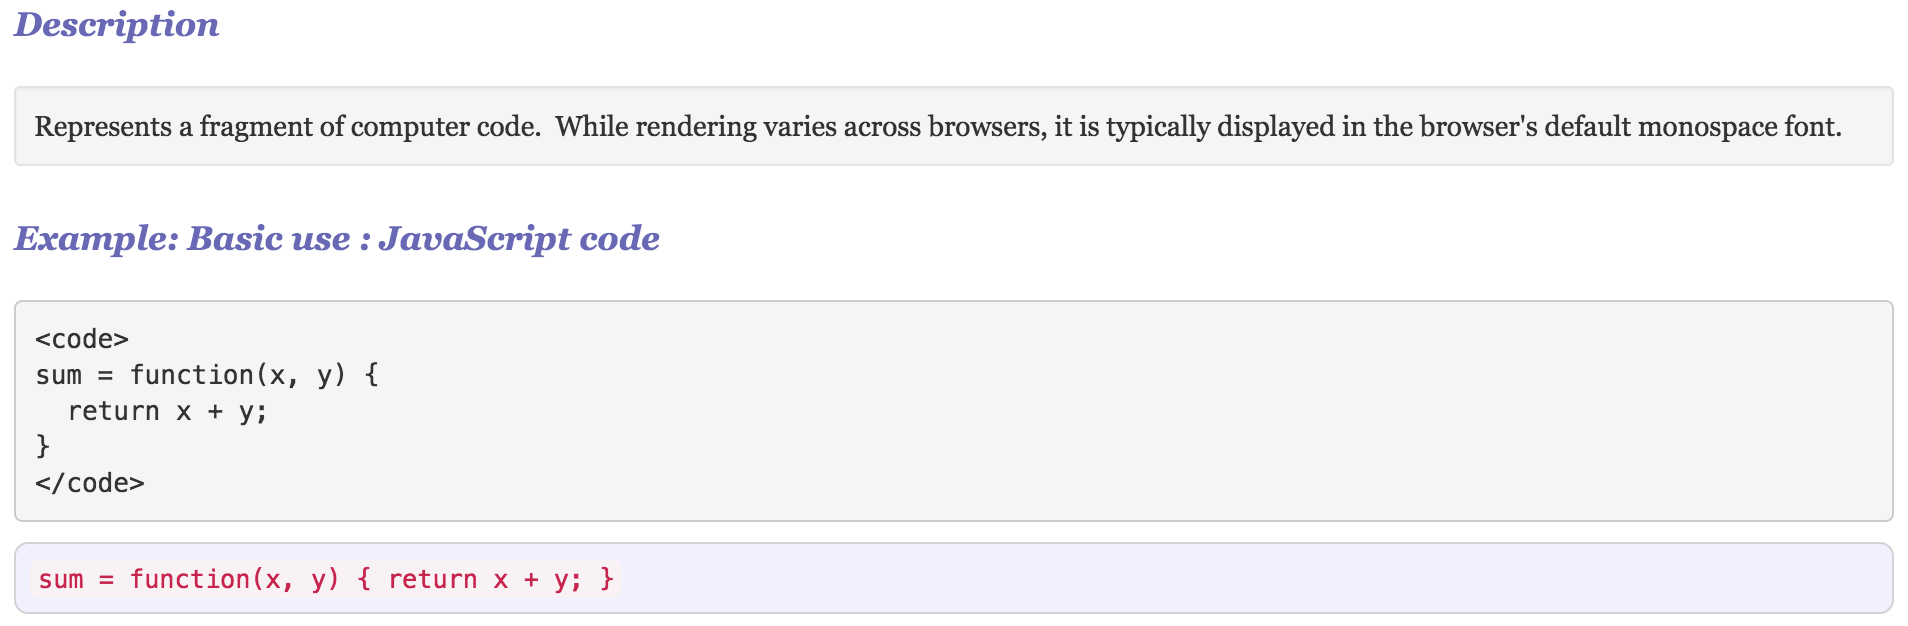 Description
Represents a fragment of computer code.  While rendering varies across browsers, it is typically displayed in the browser's default monospace font.
Example: Basic use : JavaScript code
<code>
sum = function(x, y) {
  return x + y;
}
</code>
sum = function(x, y) { return x + y; }